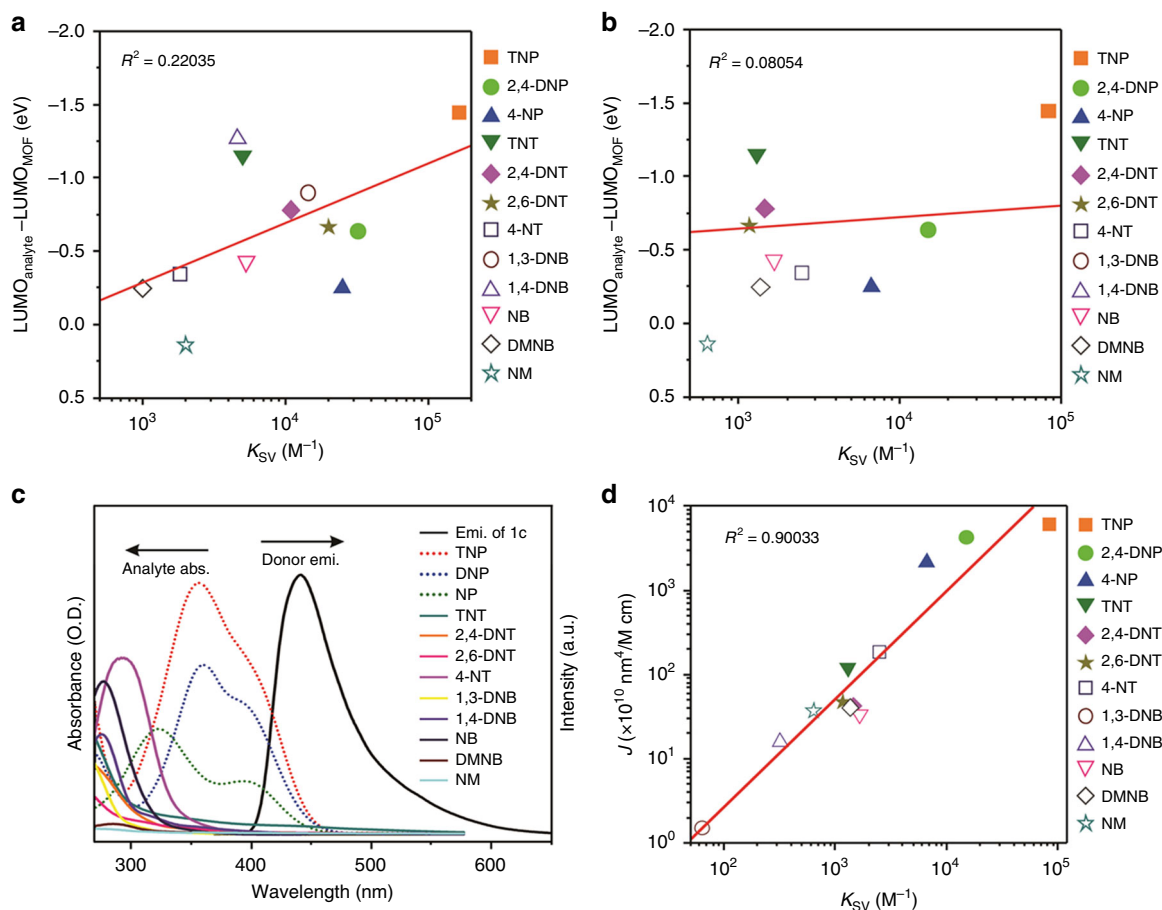 a
R² = 0.22035
LUMOanalyte–LUMOMOF (eV)
–2.0
–1.5
–1.0
–0.5
0.0
0.5
10³
10⁴
10⁵
KSV (M⁻¹)
TNP
2,4-DNP
4-NP
TNT
2,4-DNT
2,6-DNT
4-NT
1,3-DNB
1,4-DNB
NB
DMNB
NM
b
R² = 0.08054
LUMOanalyte–LUMOMOF (eV)
–2.0
–1.5
–1.0
–0.5
0.0
0.5
10³
10⁴
10⁵
KSV (M⁻¹)
TNP
2,4-DNP
4-NP
TNT
2,4-DNT
2,6-DNT
4-NT
1,3-DNB
1,4-DNB
NB
DMNB
NM
c
Analyte abs.
Donor emi.
Absorbance (O.D.)
Intensity (a.u.)
300
400
500
600
Wavelength (nm)
Emi. of 1c
TNP
DNP
NP
TNT
2,4-DNT
2,6-DNT
4-NT
1,3-DNB
1,4-DNB
NB
DMNB
NM
d
R² = 0.90033
J (×10¹⁰ nm⁴/M cm)
10⁴
10³
10²
10¹
10⁰
10²
10³
10⁴
10⁵
KSV (M⁻¹)
TNP
2,4-DNP
4-NP
TNT
2,4-DNT
2,6-DNT
4-NT
1,3-DNB
1,4-DNB
NB
DMNB
NM